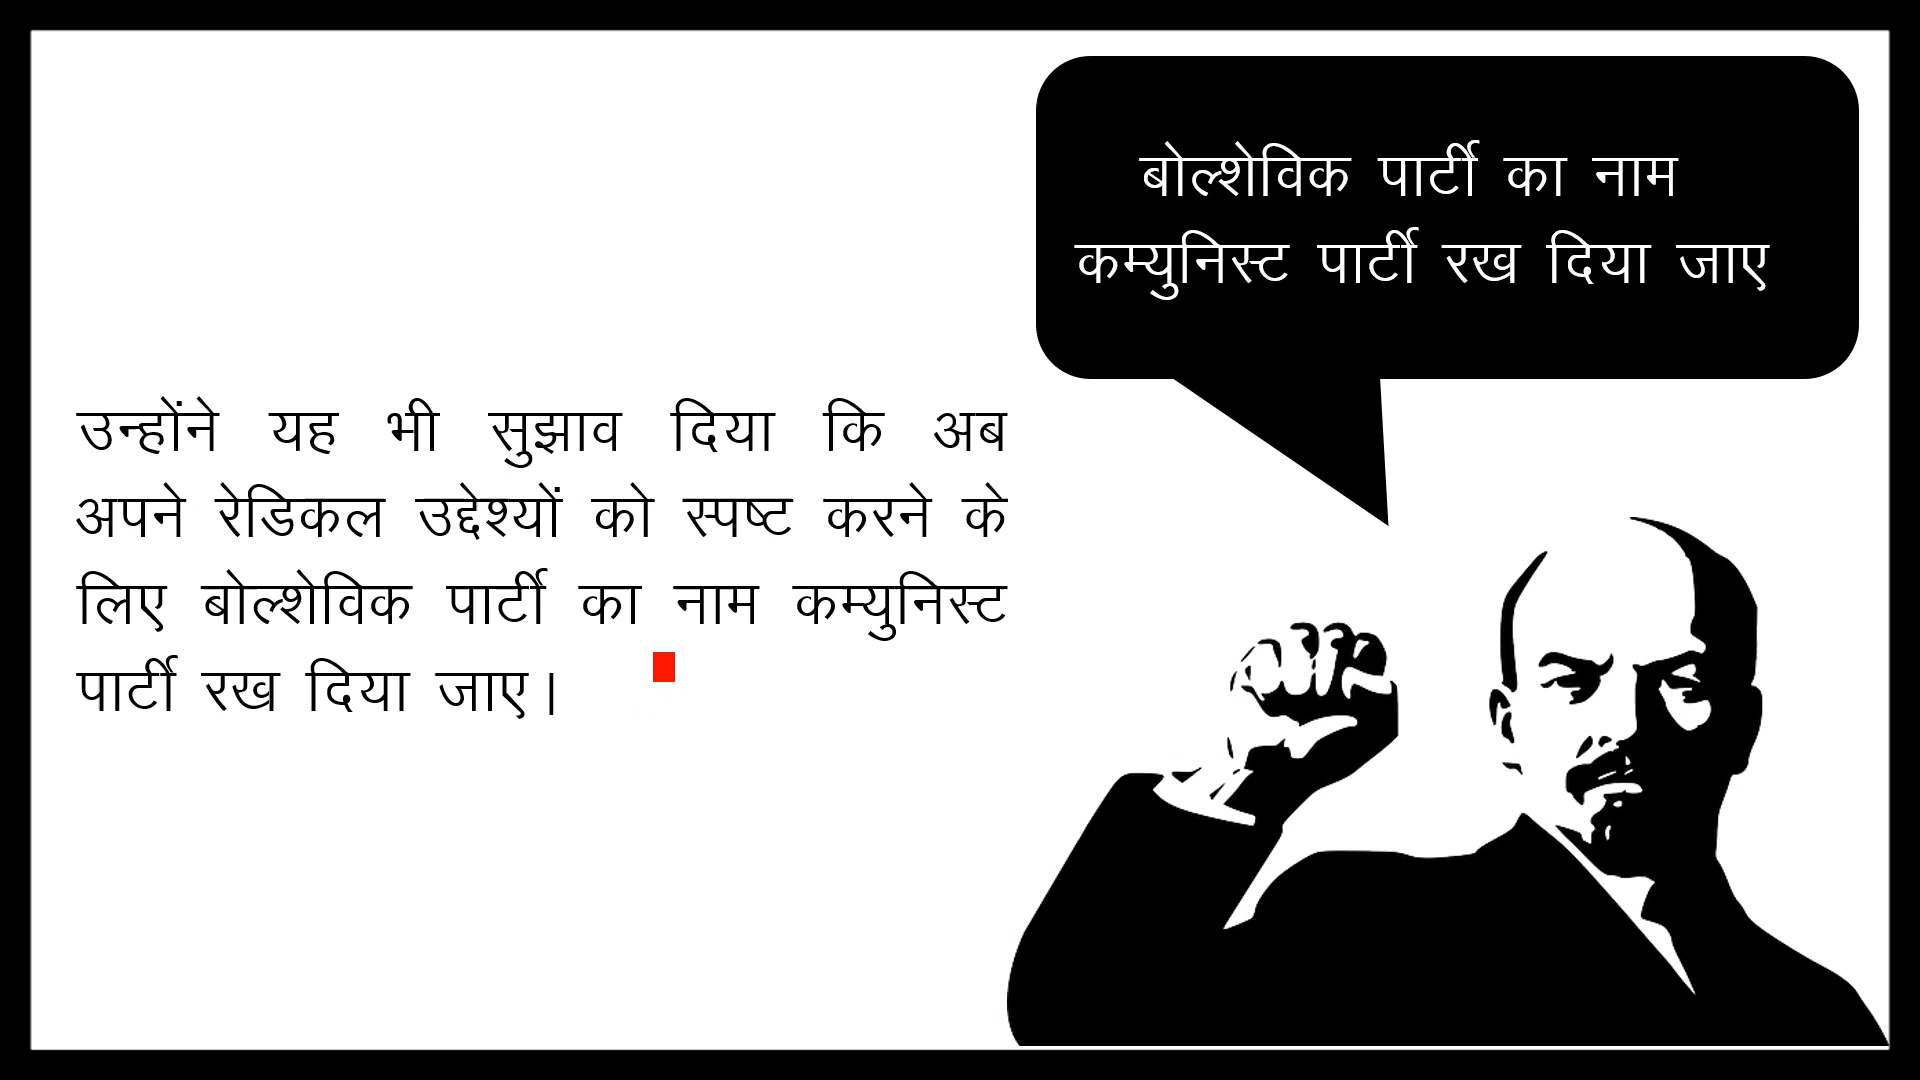 बोल्शेविक पार्टी का नाम
कम्युनिस्ट पार्टी रख दिया जाए
उन्होंने यह भी सुझाव दिया कि अब
अपने रेडिकल उद्देश्यों को स्पष्ट करने के
लिए बोल्शेविक पार्टी का नाम कम्युनिस्ट
पार्टी रख दिया जाए।